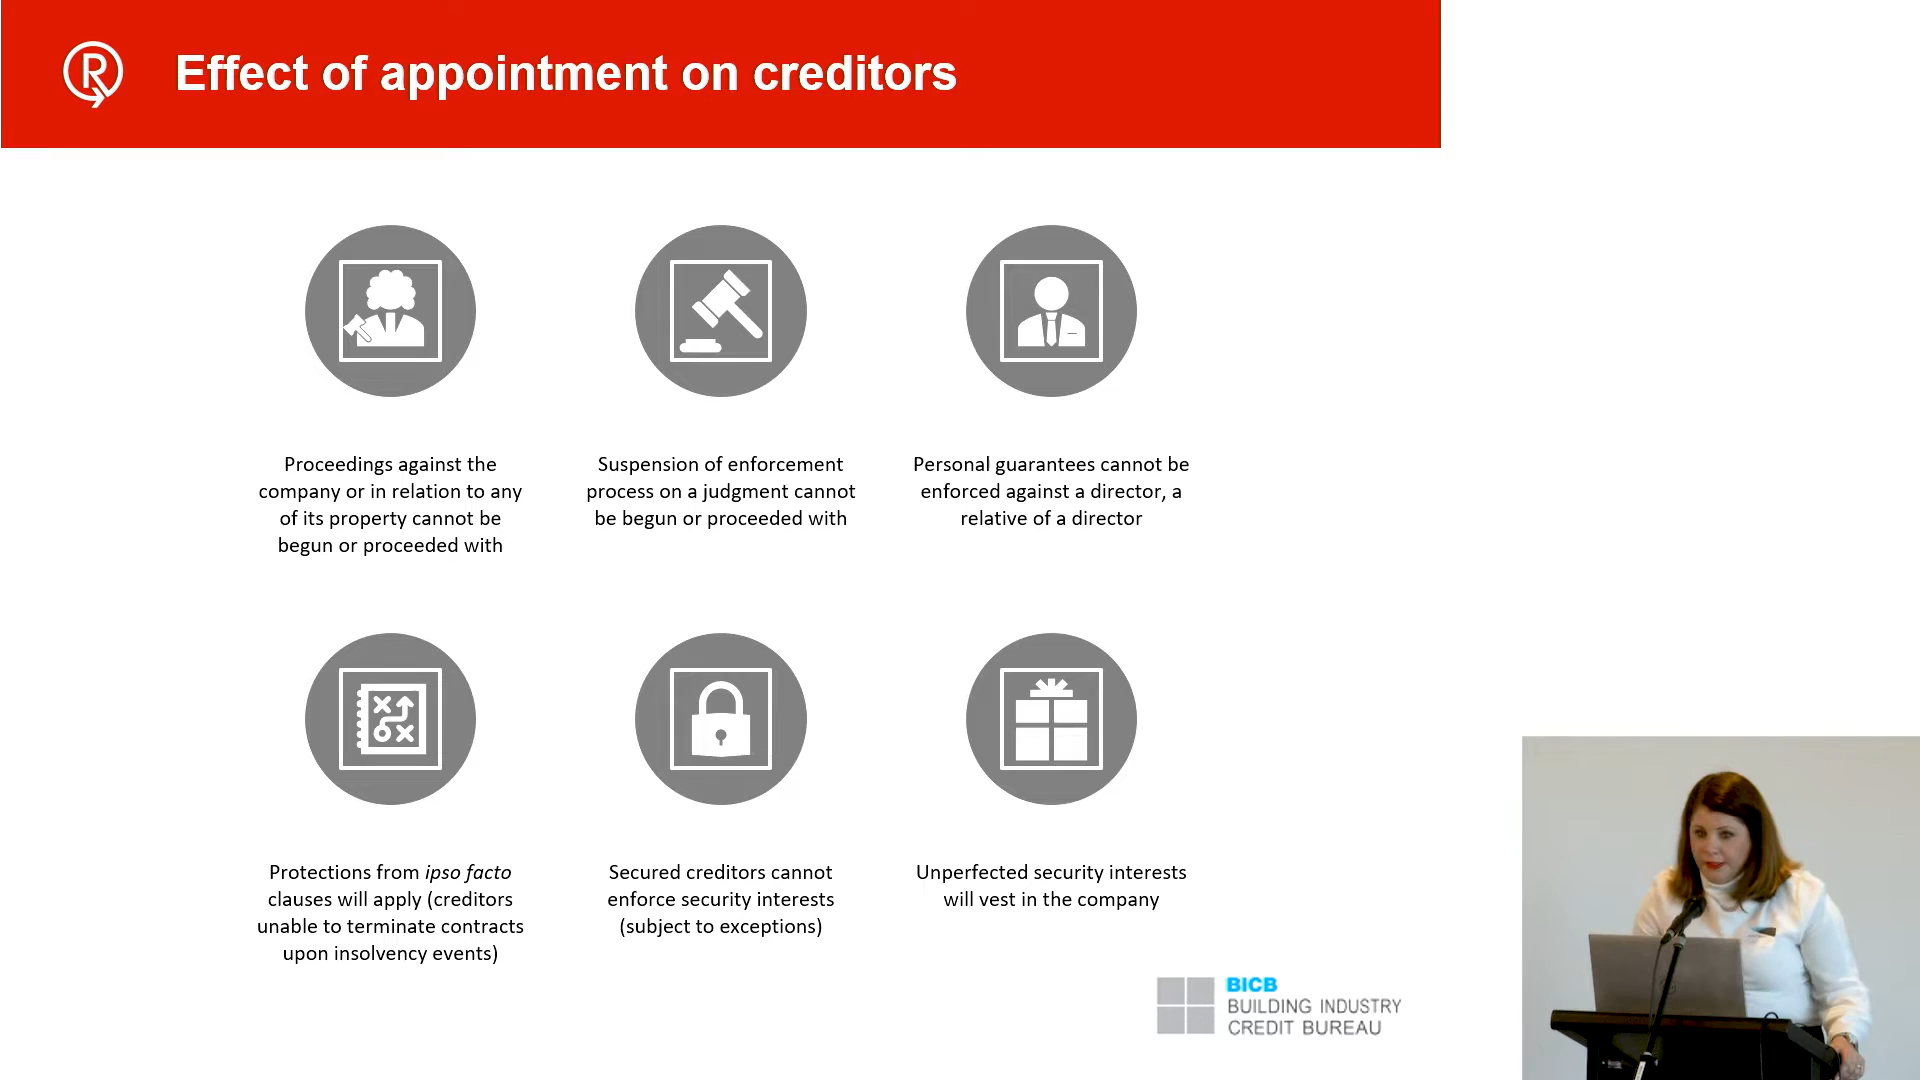 Effect of appointment on creditors
Proceedings against the
company or in relation to any
of its property cannot be
begun or proceeded with
Suspension of enforcement
process on a judgment cannot
be begun or proceeded with
Personal guarantees cannot be
enforced against a director, a
relative of a director
Protections from ipso facto
clauses will apply (creditors
unable to terminate contracts
upon insolvency events)
Secured creditors cannot
enforce security interests
(subject to exceptions)
Unperfected security interests
will vest in the company
BICB
BUILDING INDUSTRY
CREDIT BUREAU